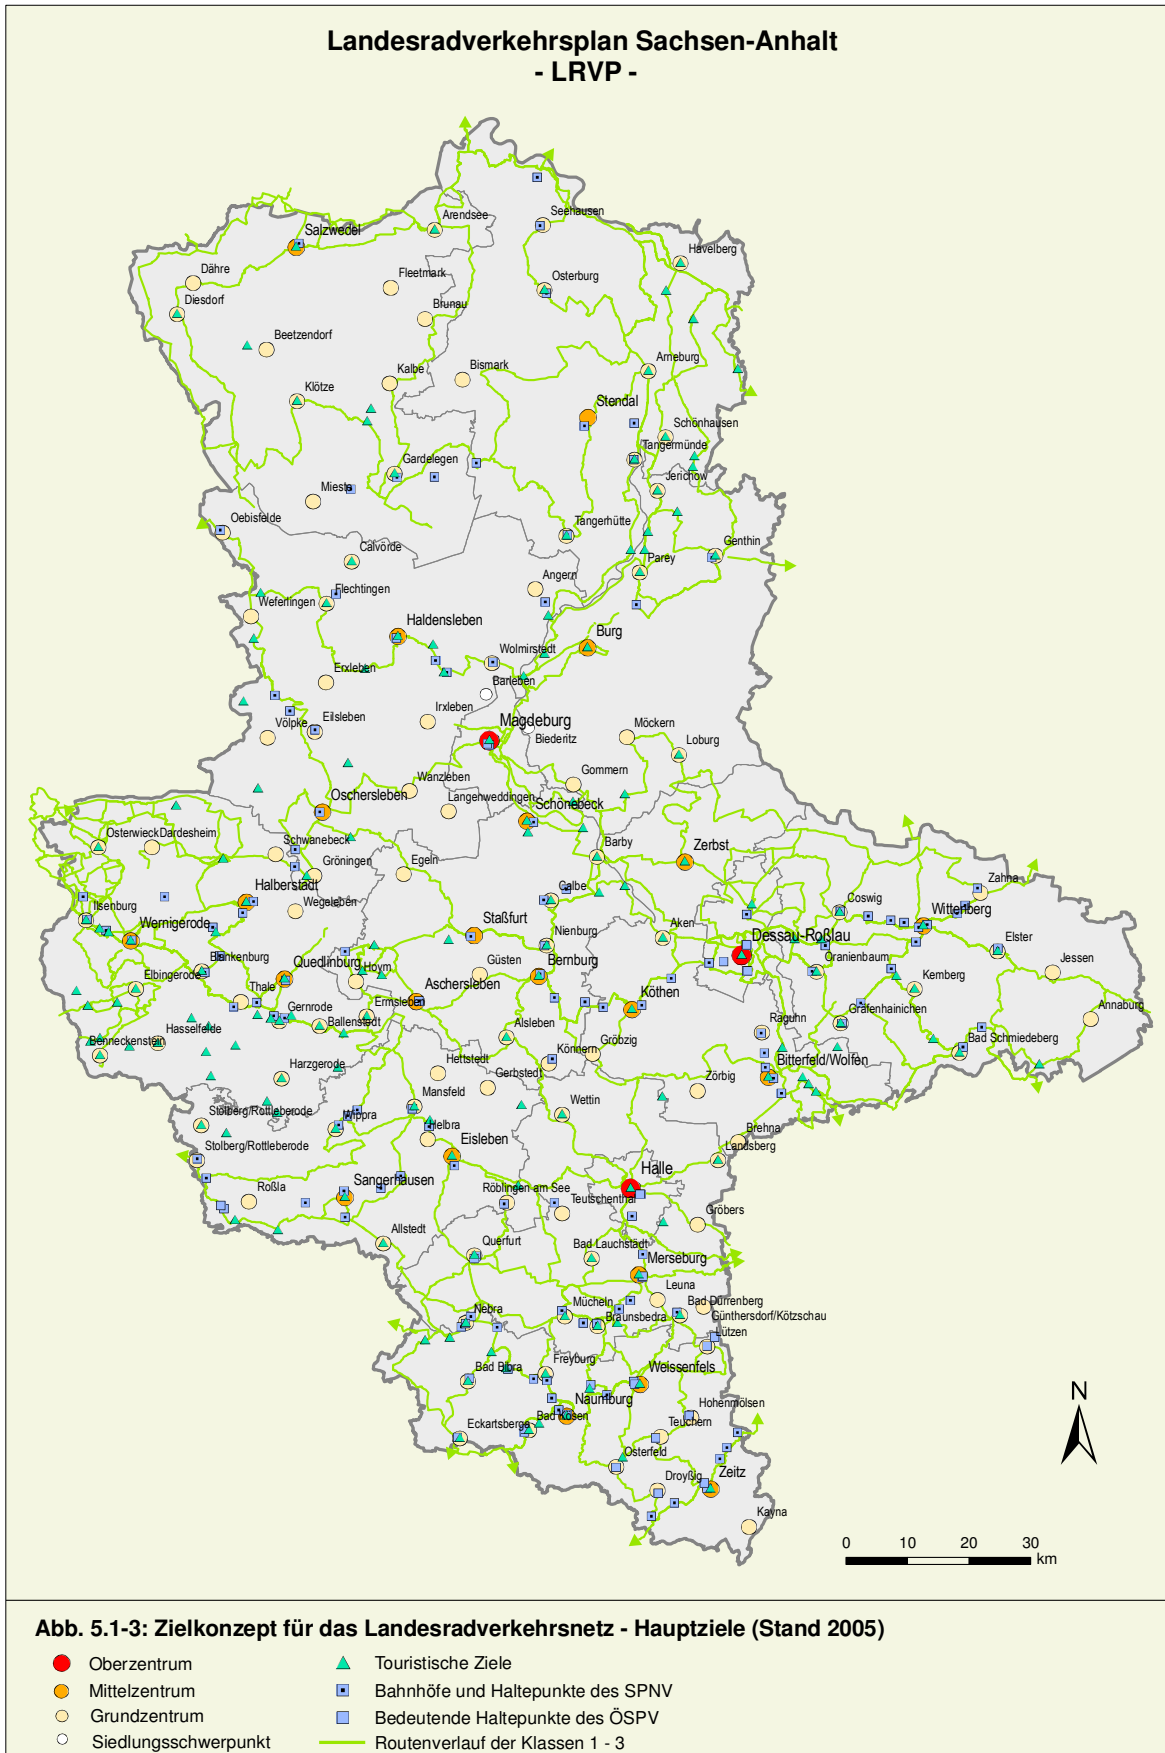 Landesradverkehrsplan Sachsen-Anhalt
- LRVP -
Arendsee
Seehausen
Salzwedel
Havelberg
Dähre
Fleetmark
Osterburg
Diesdorf
Brunau
Beetzendorf
Arneburg
Kalbe
Bismark
Klötze
Stendal
Schönhausen
Tangermünde
Gardelegen
Jerichow
Mieste
Oebisfelde
Tangerhütte
Genthin
Calvörde
Parey
Angern
Flechtingen
Weferlingen
Haldensleben
Burg
Wolmirstedt
Erxleben
Barleben
Irxleben
Magdeburg
Möckern
Eilsleben
Völpke
Biederitz
Loburg
Wanzleben
Gommern
Oschersleben
Langenweddingen
Schönebeck
Osterwieck
Dardesheim
Schwanebeck
Barby
Zerbst
Gröningen
Egeln
Zahna
Halberstadt
Calbe
Coswig
Ilsenburg
Wegeleben
Wittenberg
Wernigerode
Staßfurt
Nienburg
Aken
Dessau-Roßlau
Elster
Blankenburg
Quedlinburg
Hoym
Güsten
Bernburg
Oranienbaum
Jessen
Elbingerode
Aschersleben
Köthen
Kemberg
Thale
Gernrode
Ermsleben
Annaburg
Ballenstedt
Gräfenhainichen
Hasselfelde
Alsleben
Raguhn
Benneckenstein
Könnern
Gröbzig
Bad Schmiedeberg
Bitterfeld/Wolfen
Harzgerode
Hettstedt
Gerbstedt
Zörbig
Mansfeld
Stolberg/Rottleberode
Wippra
Wettin
Helbra
Eisleben
Brehna
Stolberg/Rottleberode
Landsberg
Halle
Sangerhausen
Roßla
Röblingen am See
Teutschenthal
Gröbers
Allstedt
Querfurt
Bad Lauchstädt
Merseburg
Leuna
Bad Dürrenberg
Nebra
Mücheln
Günthersdorf/Kötzschau
Braunsbedra
Lützen
Freyburg
Bad Bibra
Weissenfels
Naumburg
Hohenmölsen
Bad Kösen
Eckartsberga
Teuchern
Osterfeld
Zeitz
Droyßig
Kayna
N
0 10 20 30
km
Abb. 5.1-3: Zielkonzept für das Landesradverkehrsnetz - Hauptziele (Stand 2005)
Oberzentrum
Touristische Ziele
Mittelzentrum
Bahnhöfe und Haltepunkte des SPNV
Grundzentrum
Bedeutende Haltepunkte des ÖSPV
Siedlungsschwerpunkt
Routenverlauf der Klassen 1 - 3